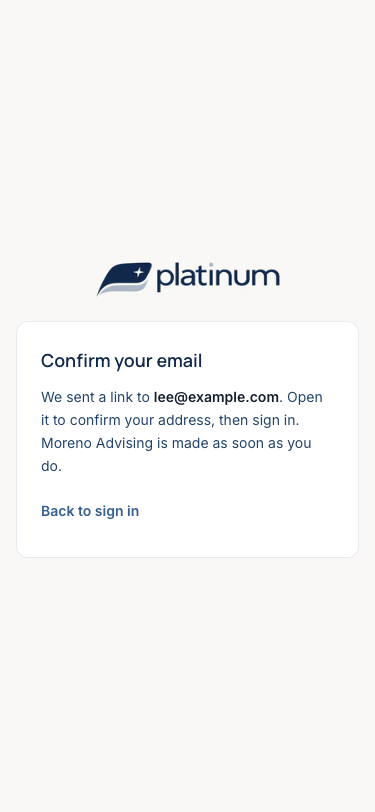 platinum
Confirm your email
We sent a link to lee@example.com. Open
it to confirm your address, then sign in.
Moreno Advising is made as soon as you
do.
Back to sign in